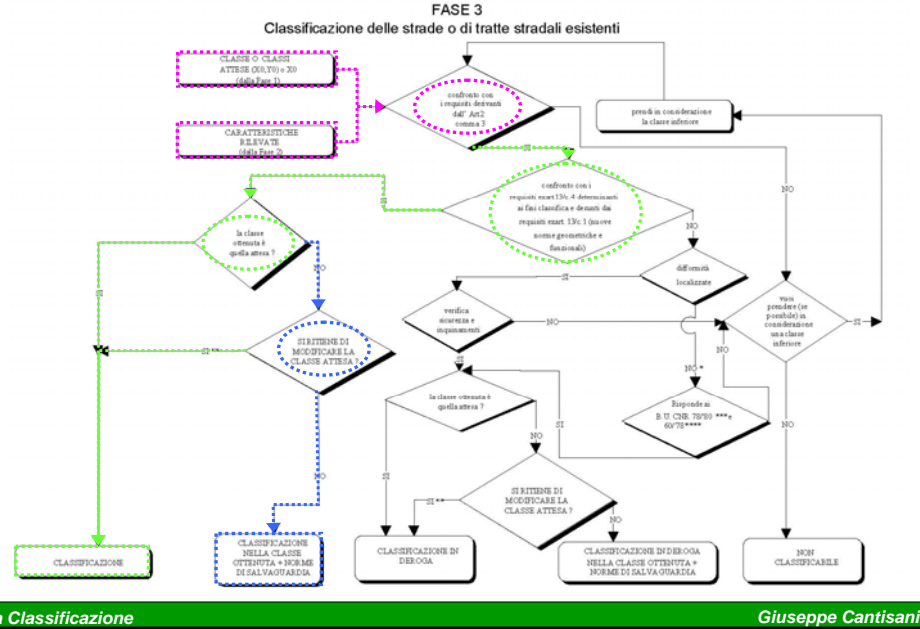 FASE 3
Classificazione delle strade o di tratte stradali esistenti
CLASSE O CLASSI
ATTESE (X0,Y0) o X0
(dalla Fase 1)
CARATTERISTICHE
RILEVATE
(dalla Fase 2)
confronto con
i requisiti derivanti
dall' Art2
comma 3
prendi in considerazione
la classe inferiore
SI
NO
confronto con i
requisiti exart.13/c.4 determinanti
ai fini classifica e desunti dai
requisiti exart. 13/c.1 (nuove
norme geometriche e
funzionali)
SI
NO
la classe
ottenuta è
quella attesa ?
SI
NO
difformità
localizzate
SI
NO *
verifica
sicurezza e
inquinamenti
NO
SI
vuoi
prendere (se
possibile) in
considerazione
una classe
inferiore
SI
NO
SI RITIENE DI
MODIFICARE LA
CLASSE ATTESA ?
SI **
NO
la classe ottenuta è
quella attesa ?
SI
NO
Risponde ai
B.U. CNR 78/'80 ***e
60/'78****
SI
NO
SI RITIENE DI
MODIFICARE LA
CLASSE ATTESA ?
SI **
NO
CLASSIFICAZIONE
CLASSIFICAZIONE
NELLA CLASSE
OTTENUTA + NORME
DI SALVAGUARDIA
CLASSIFICAZIONE IN
DEROGA
CLASSIFICAZIONE IN DEROGA
NELLA CLASSE OTTENUTA +
NORME DI SALVAGUARDIA
NON
CLASSIFICABILE
a Classificazione
Giuseppe Cantisani